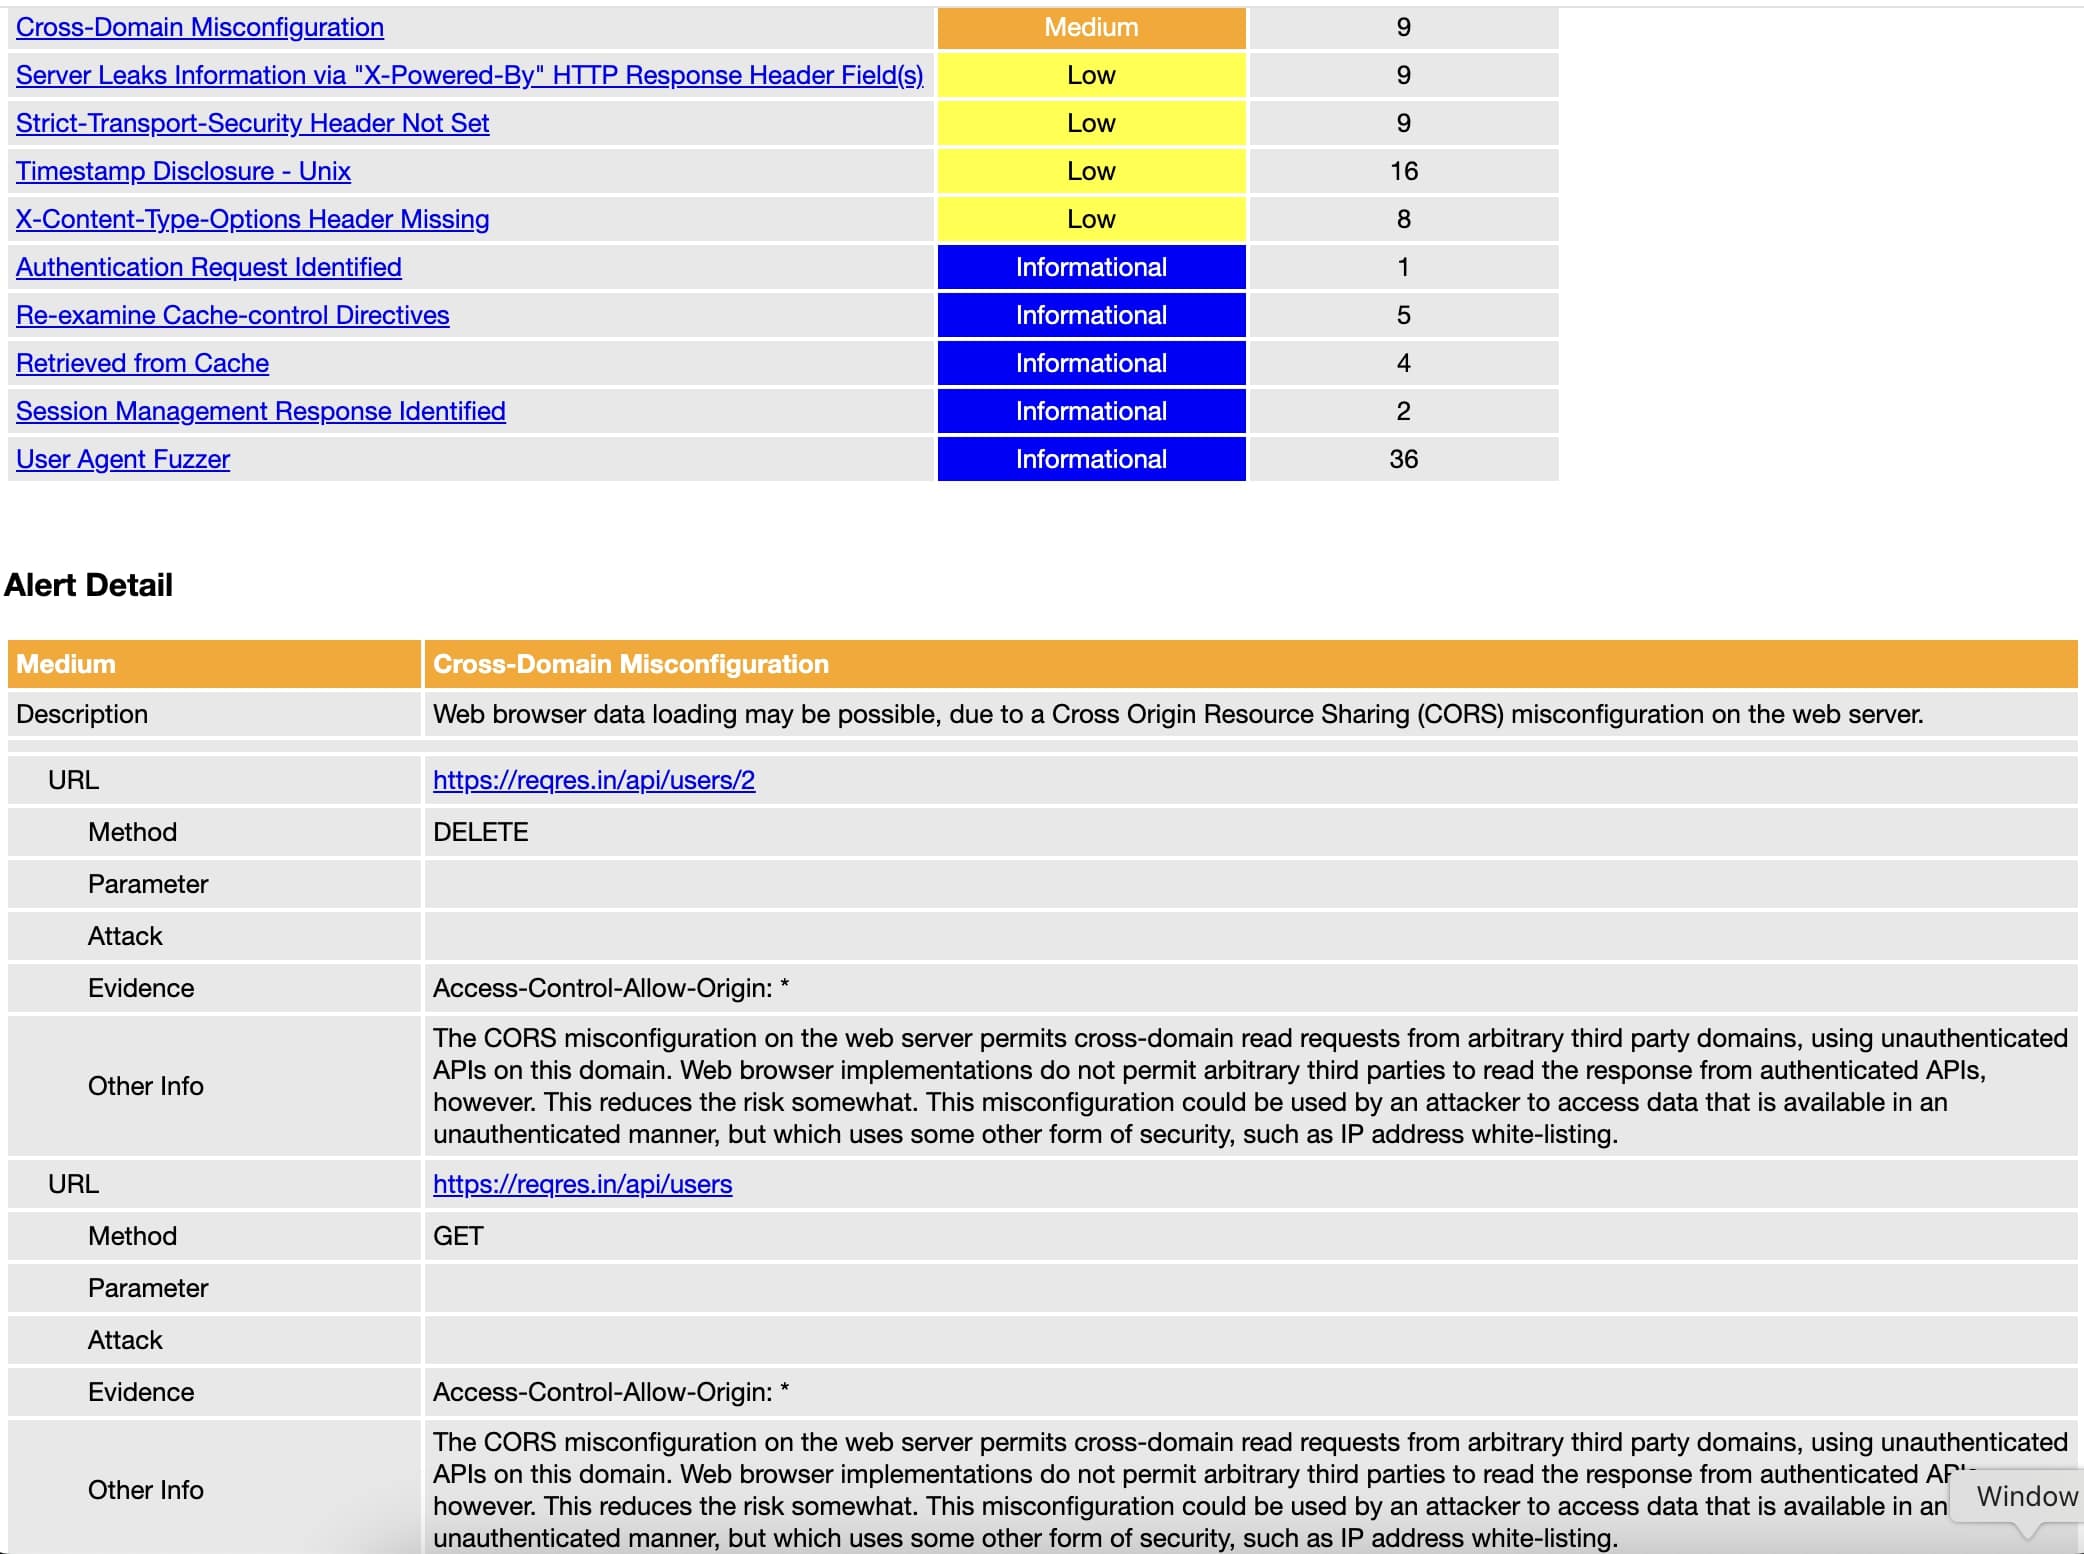 Cross-Domain Misconfiguration Medium 9
Server Leaks Information via "X-Powered-By" HTTP Response Header Field(s) Low 9
Strict-Transport-Security Header Not Set Low 9
Timestamp Disclosure - Unix Low 16
X-Content-Type-Options Header Missing Low 8
Authentication Request Identified Informational 1
Re-examine Cache-control Directives Informational 5
Retrieved from Cache Informational 4
Session Management Response Identified Informational 2
User Agent Fuzzer Informational 36
Alert Detail
Medium Cross-Domain Misconfiguration
Description Web browser data loading may be possible, due to a Cross Origin Resource Sharing (CORS) misconfiguration on the web server.
URL https://reqres.in/api/users/2
Method DELETE
Parameter
Attack
Evidence Access-Control-Allow-Origin: *
Other Info
The CORS misconfiguration on the web server permits cross-domain read requests from arbitrary third party domains, using unauthenticated
APIs on this domain. Web browser implementations do not permit arbitrary third parties to read the response from authenticated APIs,
however. This reduces the risk somewhat. This misconfiguration could be used by an attacker to access data that is available in an
unauthenticated manner, but which uses some other form of security, such as IP address white-listing.
URL https://reqres.in/api/users
Method GET
Parameter
Attack
Evidence Access-Control-Allow-Origin: *
Other Info
The CORS misconfiguration on the web server permits cross-domain read requests from arbitrary third party domains, using unauthenticated
APIs on this domain. Web browser implementations do not permit arbitrary third parties to read the response from authenticated
however. This reduces the risk somewhat. This misconfiguration could be used by an attacker to access data that is available in an
unauthenticated manner, but which uses some other form of security, such as IP address white-listing.
Window